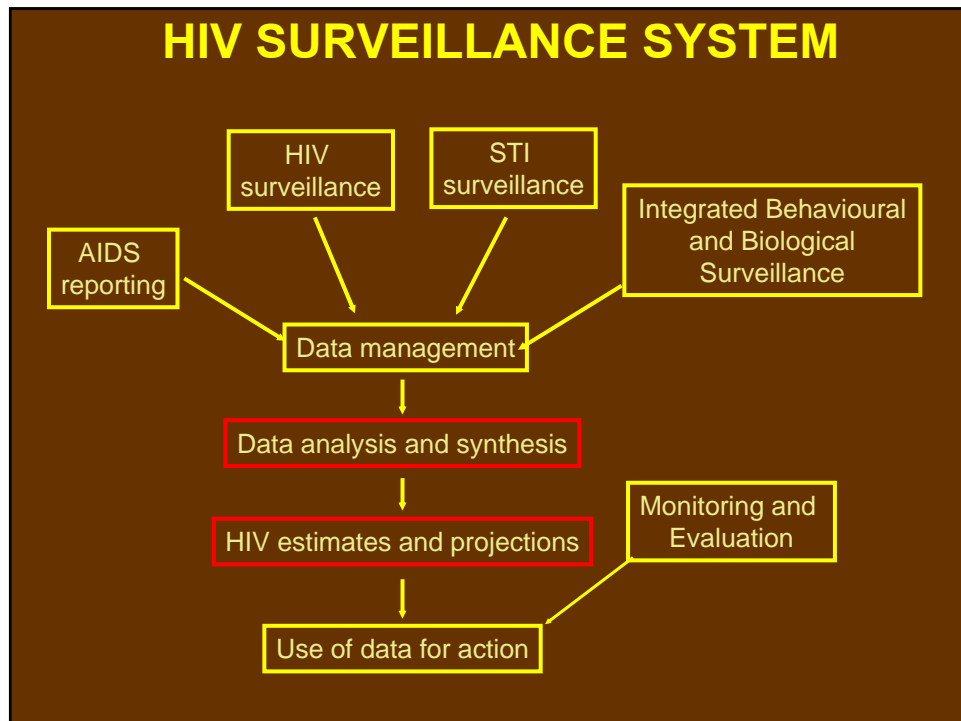 HIV SURVEILLANCE SYSTEM
HIV
surveillance
STI
surveillance
Integrated Behavioural
and Biological
Surveillance
AIDS
reporting
Data management
Data analysis and synthesis
HIV estimates and projections
Monitoring and
Evaluation
Use of data for action